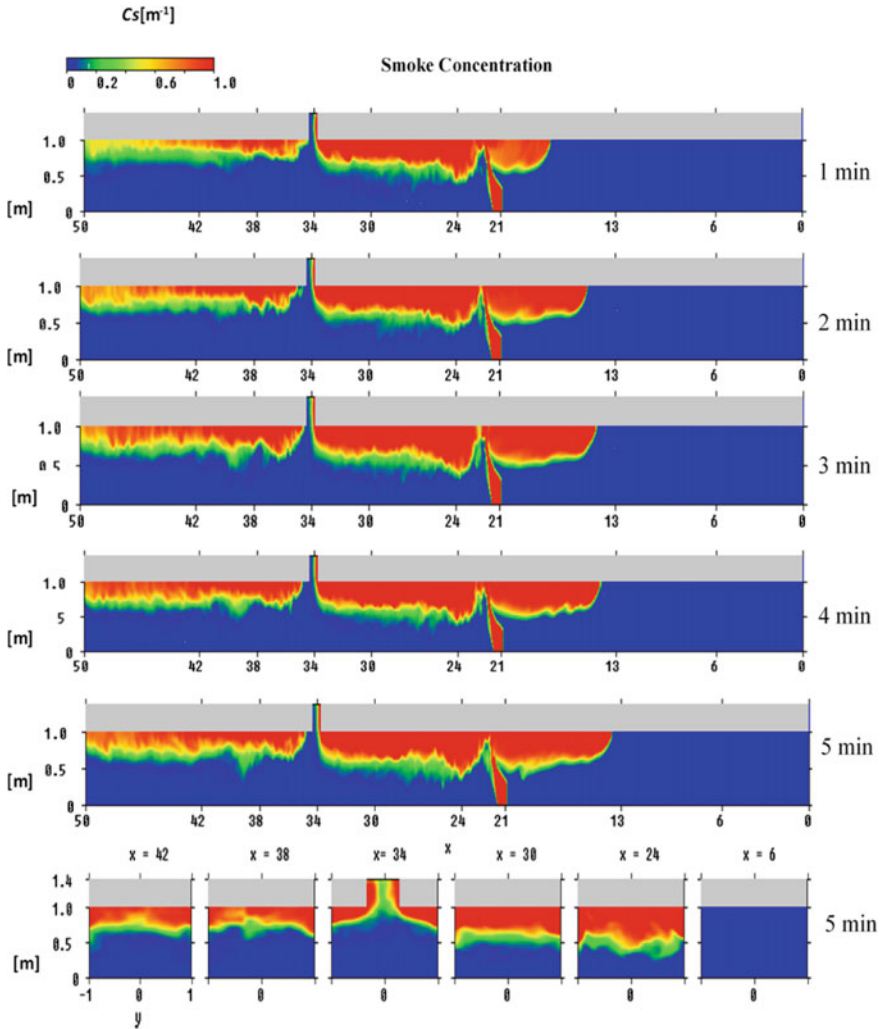 Cs[m⁻¹]
0 0.2 0.6 1.0
Smoke Concentration
1.0
0.5
[m] 0
50 42 38 34 30 24 21 13 6 0
1 min
1.0
0.5
[m] 0
50 42 38 34 30 24 21 13 6 0
2 min
1.0
0.5
[m] 0
50 42 38 34 30 24 21 13 6 0
3 min
1.0
5
[m] 0
50 42 38 34 30 24 21 13 6 0
4 min
1.0
0.5
[m] 0
50 42 38 34 30 24 21 13 6 0
5 min
x
x = 42 x = 38 x= 34 x = 30 x = 24 x = 6
1.4
1.0
0.5
[m] 0
-1 0 1 0 0 0 0 0
y
5 min